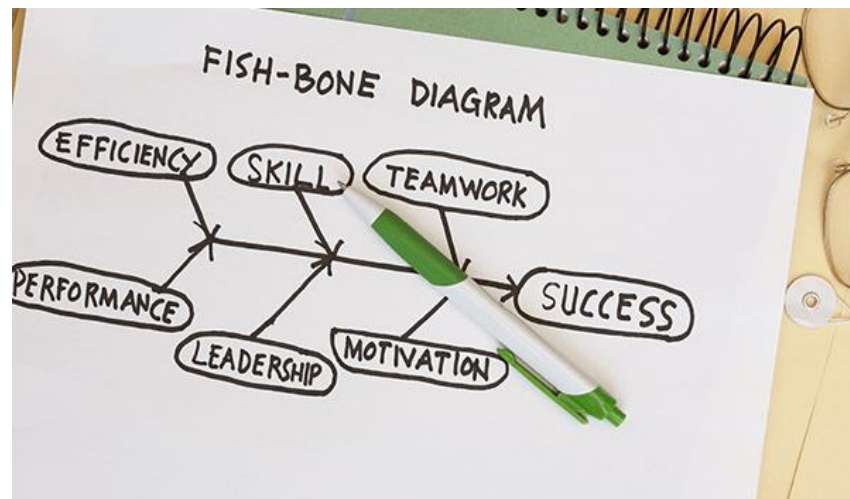 FISH-BONE DIAGRAM
EFFICIENCY
SKILL
TEAMWORK
SUCCESS
PERFORMANCE
LEADERSHIP
MOTIVATION